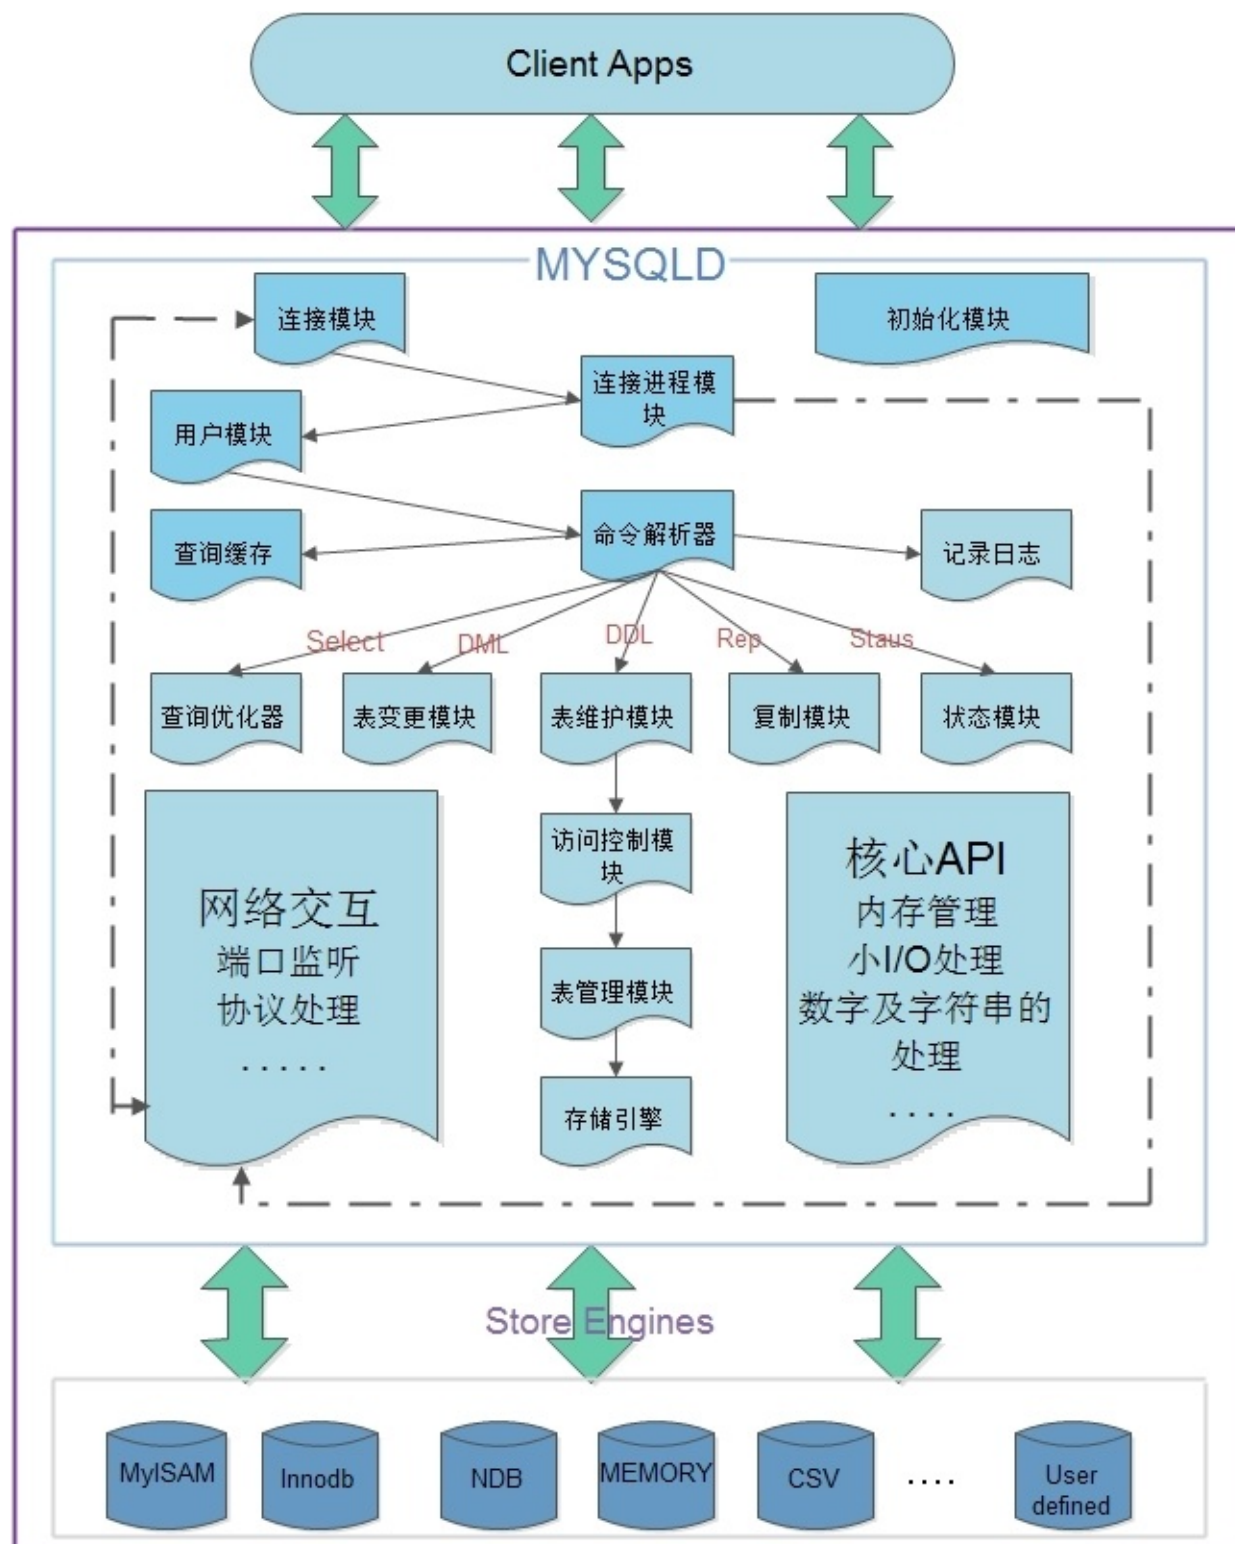 Client Apps
MYSQLD
连接模块
初始化模块
连接进程模
块
用户模块
查询缓存
命令解析器
记录日志
Select
DML
DDL
Rep
Staus
查询优化器
表变更模块
表维护模块
复制模块
状态模块
访问控制模
块
网络交互
端口监听
协议处理
.....
核心API
内存管理
小I/O处理
数字及字符串的
处理
....
表管理模块
存储引擎
Store Engines
MyISAM
Innodb
NDB
MEMORY
CSV
....
User
defined